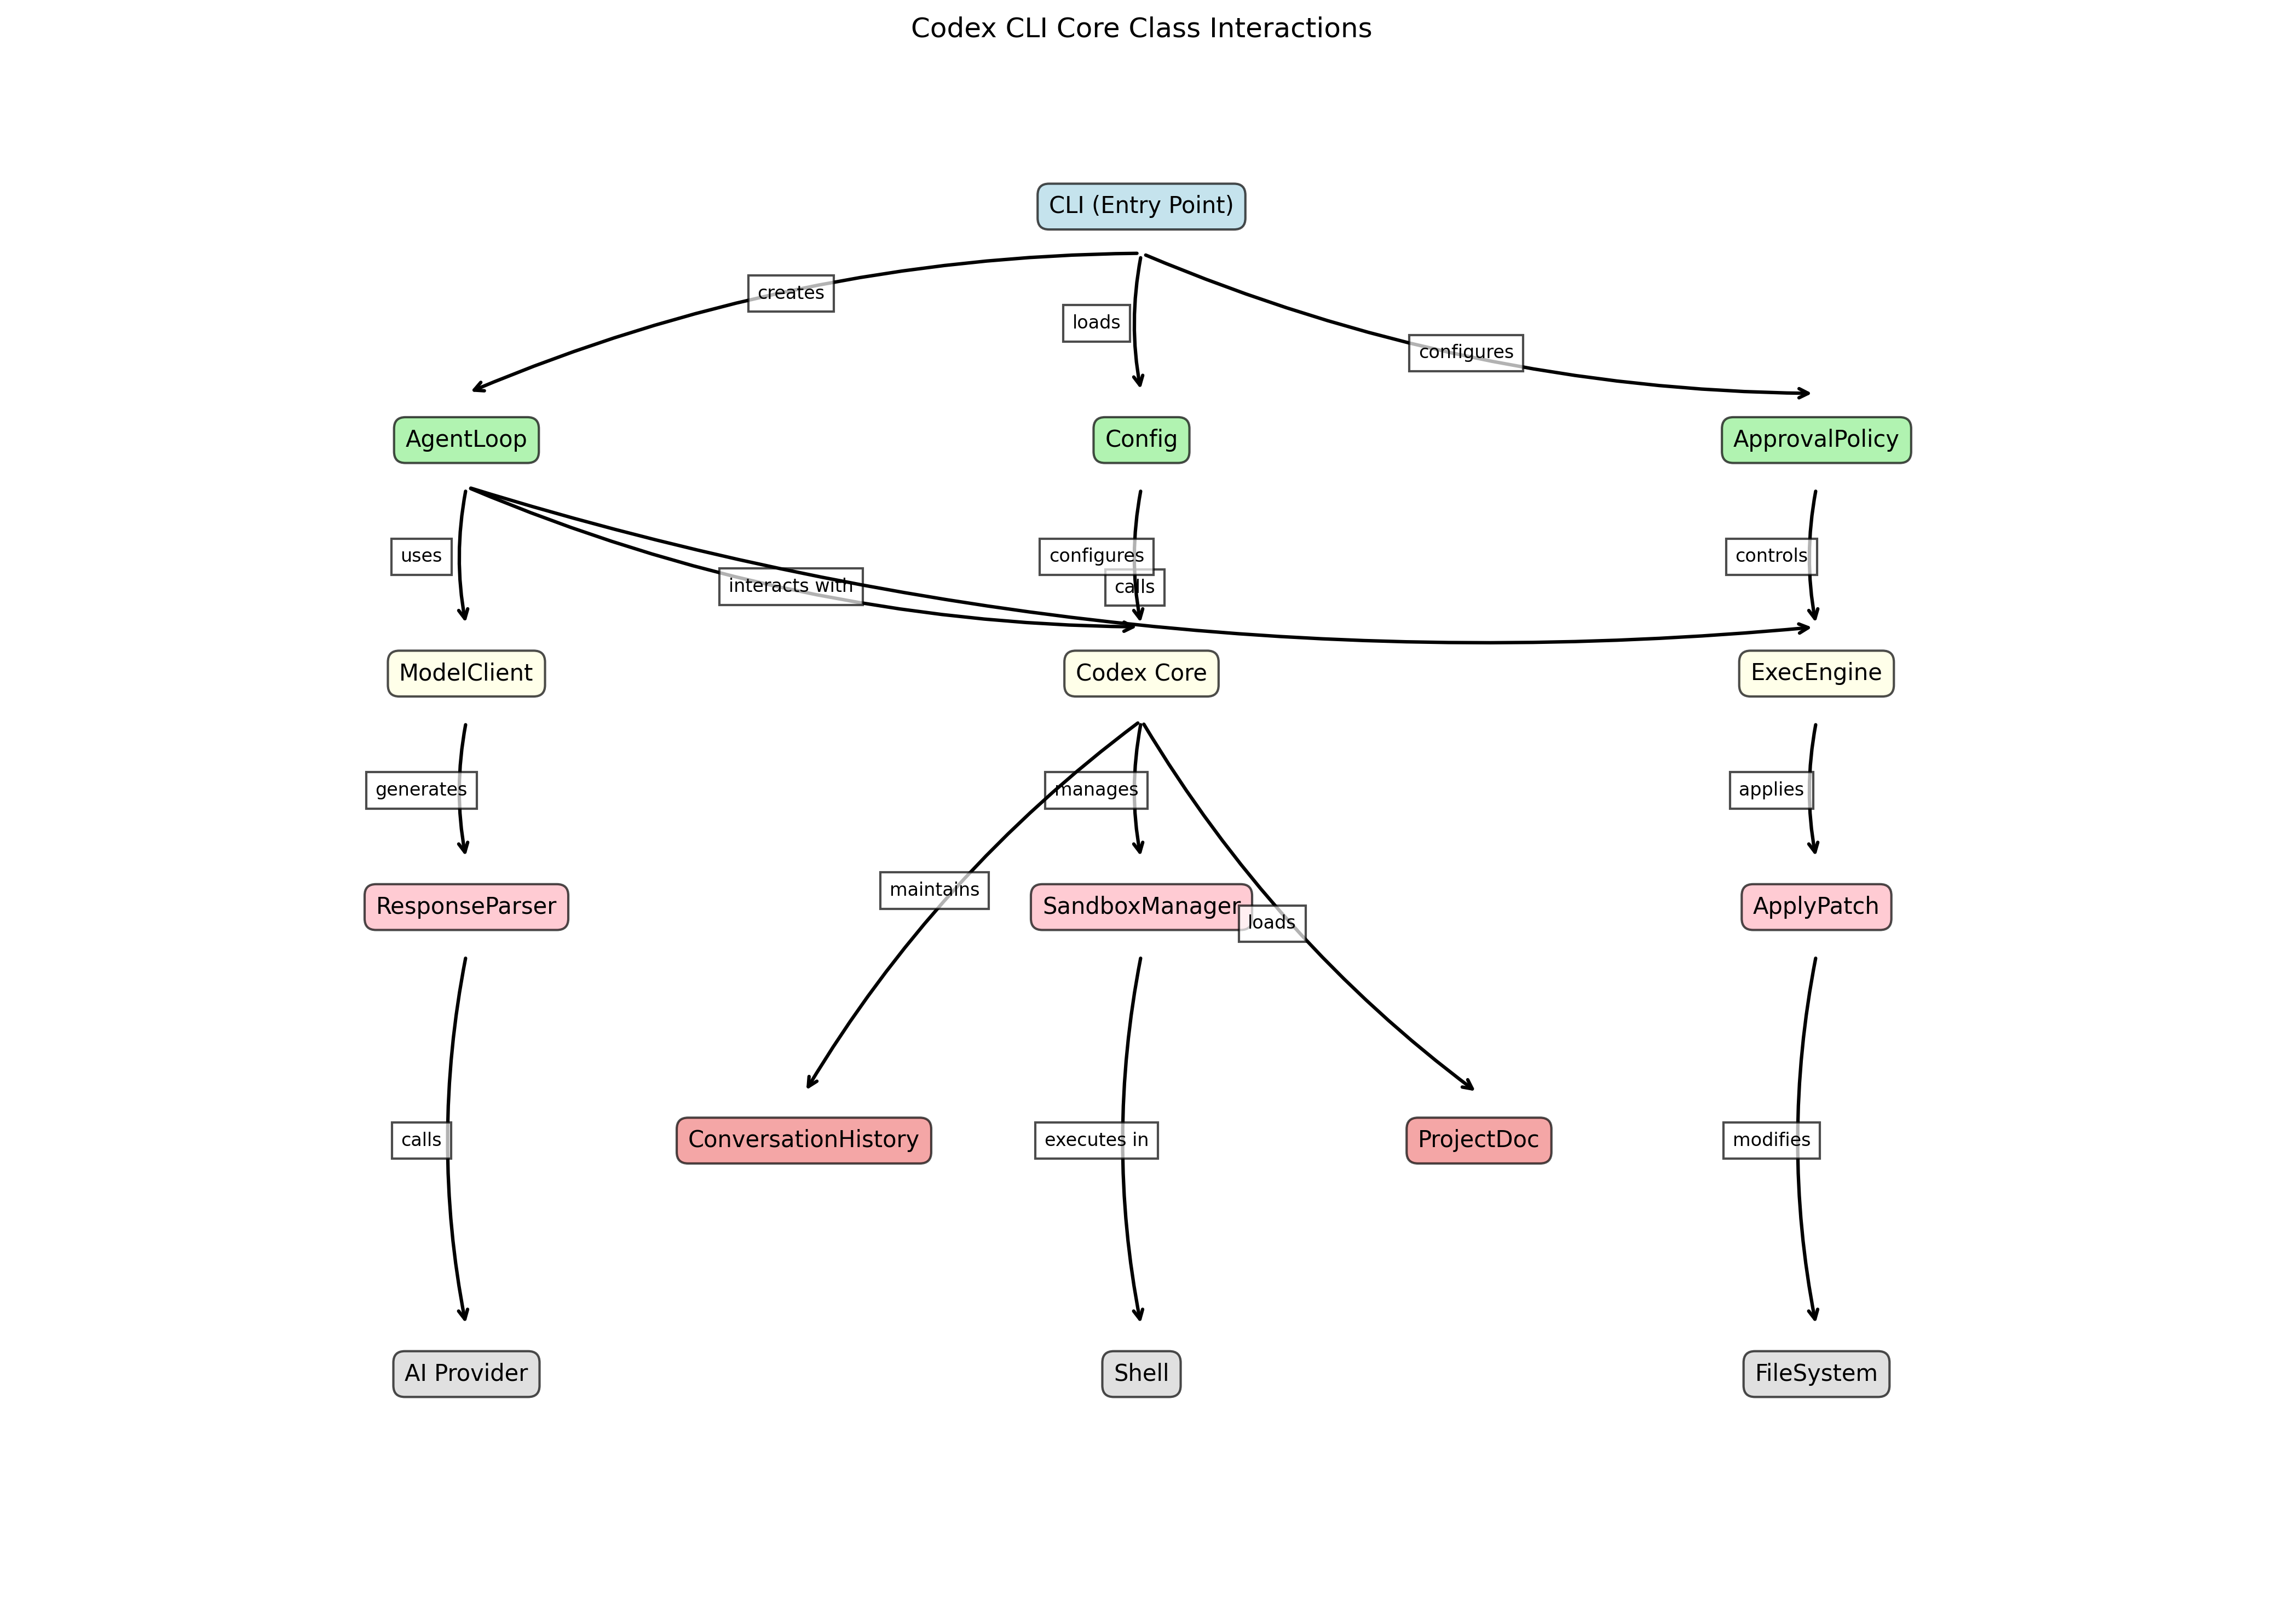 Codex CLI Core Class Interactions
CLI (Entry Point)
creates
loads
configures
AgentLoop
Config
ApprovalPolicy
uses
interacts with
configures
calls
controls
ModelClient
Codex Core
ExecEngine
generates
manages
applies
maintains
loads
ResponseParser
SandboxManager
ApplyPatch
calls
ConversationHistory
executes in
ProjectDoc
modifies
AI Provider
Shell
FileSystem